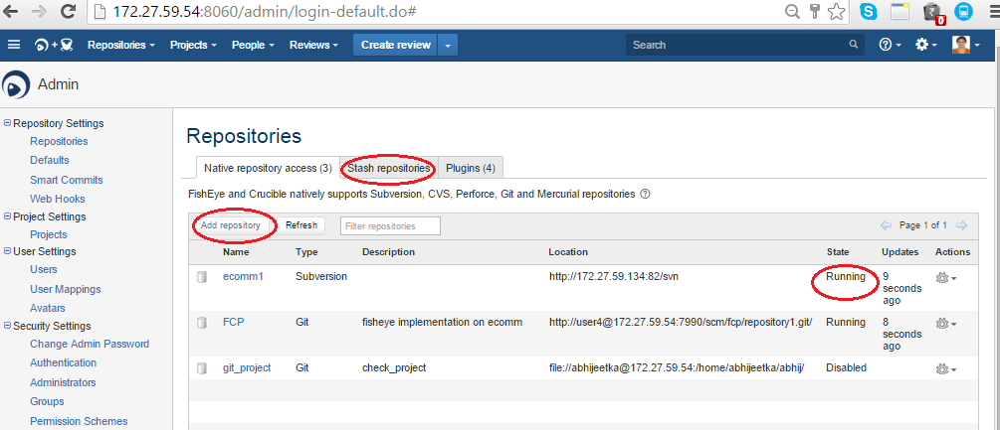 172.27.59.54:8060/admin/login-default.do#
0
+ Repositories Projects People Reviews Create review Search
Admin
Repository Settings
Repositories
Defaults
Smart Commits
Web Hooks
Project Settings
Projects
User Settings
Users
User Mappings
Avatars
Security Settings
Change Admin Password
Authentication
Administrators
Groups
Permission Schemes
Repositories
Native repository access (3) Stash repositories Plugins (4)
FishEye and Crucible natively supports Subversion, CVS, Perforce, Git and Mercurial repositories
Add repository Refresh Filter repositories Page 1 of 1
Name Type Description Location State Updates Actions
ecomm1 Subversion http://172.27.59.134:82/svn Running 9
seconds
ago
FCP Git fisheye implementation on ecomm http://user4@172.27.59.54:7990/scm/fcp/repository1.git/ Running 8
seconds
ago
git_project Git check_project file://abhijeetka@172.27.59.54:/home/abhijeetka/abhij/ Disabled